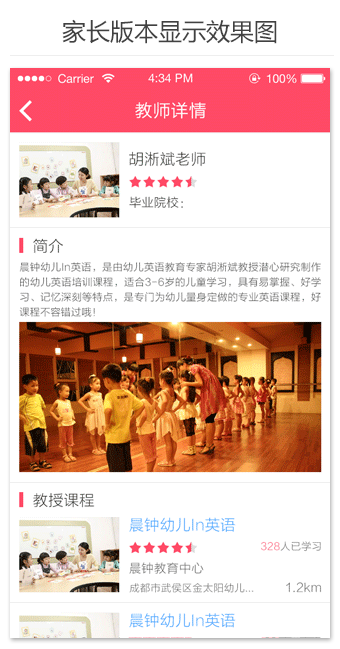 家长版本显示效果图
Carrier 4:34 PM 100%
教师详情
胡淅斌老师
毕业院校：
简介
晨钟幼儿In英语，是由幼儿英语教育专家胡淅斌教授潜心研究制作
的幼儿英语培训课程，适合3-6岁的儿童学习，具有易掌握、好学
习、记忆深刻等特点，是专门为幼儿量身定做的专业英语课程，好
课程不容错过哦！
教授课程
晨钟幼儿In英语
328人已学习
晨钟教育中心
成都市武侯区金太阳幼儿... 1.2km
晨钟幼儿In英语